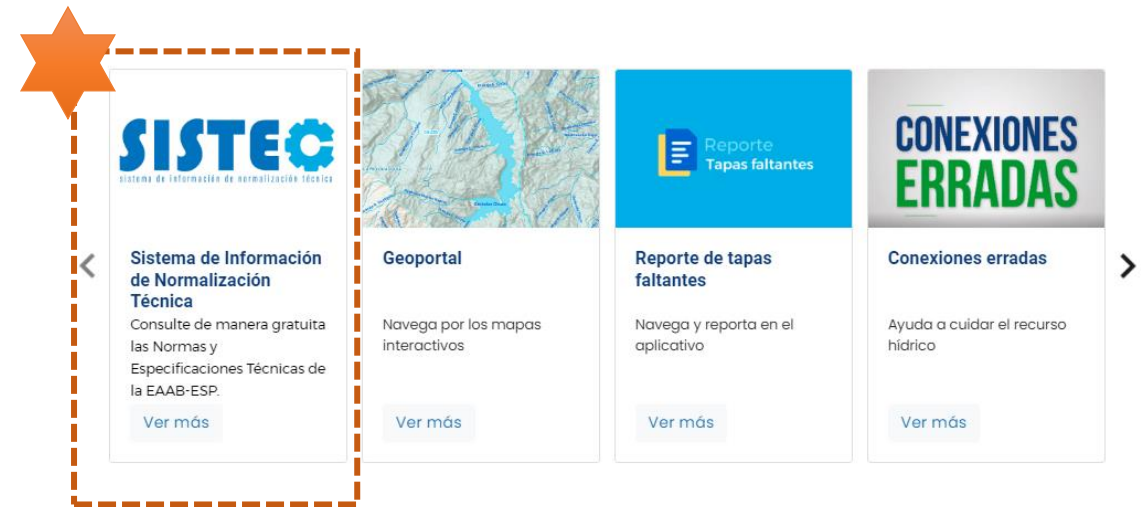 SISTEC
sistema de información de normalización técnica
Sistema de Información
de Normalización
Técnica
Consulte de manera gratuita
las Normas y
Especificaciones Técnicas de
la EAAB-ESP.
Ver más
Geoportal
Navega por los mapas
interactivos
Ver más
Reporte
Tapas faltantes
Reporte de tapas
faltantes
Navega y reporta en el
aplicativo
Ver más
CONEXIONES
ERRADAS
Conexiones erradas
Ayuda a cuidar el recurso
hídrico
Ver más